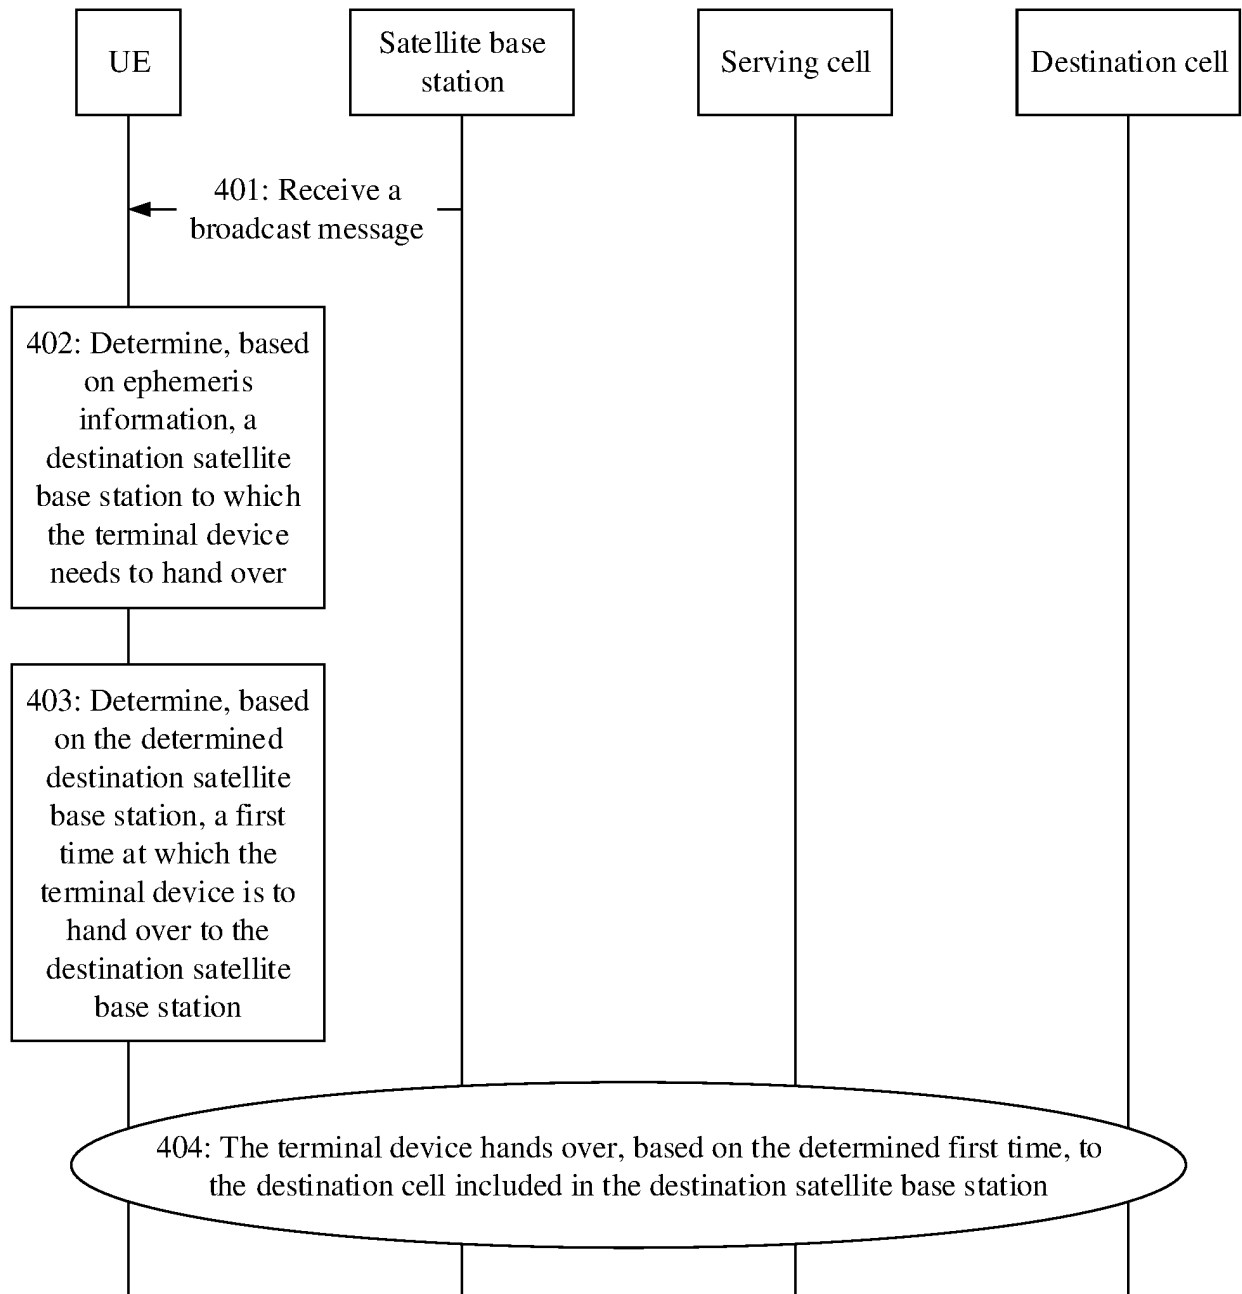 UE
Satellite base
station
Serving cell
Destination cell
401: Receive a
broadcast message
402: Determine, based
on ephemeris
information, a
destination satellite
base station to which
the terminal device
needs to hand over
403: Determine, based
on the determined
destination satellite
base station, a first
time at which the
terminal device is to
hand over to the
destination satellite
base station
404: The terminal device hands over, based on the determined first time, to
the destination cell included in the destination satellite base station